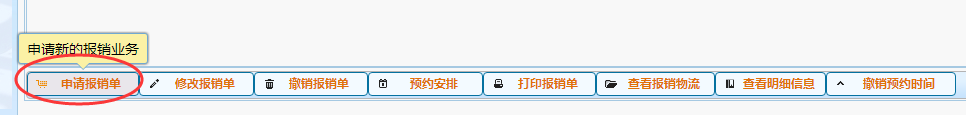 申请新的报销业务
申请报销单 修改报销单 撤销报销单 预约安排 打印报销单 查看报销物流 查看明细信息 撤销预约时间